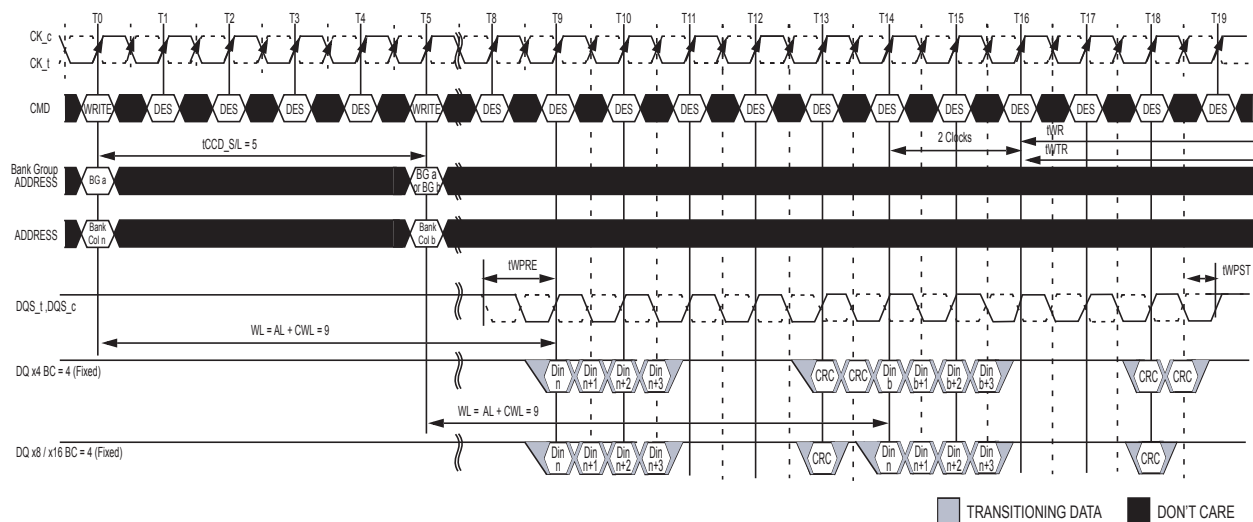 T0 T1 T2 T3 T4 T5 T8 T9 T10 T11 T12 T13 T14 T15 T16 T17 T18 T19
CK_c
CK_t
CMD WRITE DES DES DES DES WRITE DES DES DES DES DES DES DES DES DES DES DES DES
tCCD_S/L = 5
2 Clocks
tWR
tWTR
Bank Group
ADDRESS
BG a
BG a
or BG b
ADDRESS
Bank
Col n
Bank
Col b
tWPRE
tWPST
DQS_t,DQS_c
WL = AL + CWL = 9
DQ x4 BC = 4 (Fixed)
Din
n
Din
n+1
Din
n+2
Din
n+3
CRC
CRC
Din
b
Din
b+1
Din
b+2
Din
b+3
CRC
CRC
WL = AL + CWL = 9
DQ x8 / x16 BC = 4 (Fixed)
Din
n
Din
n+1
Din
n+2
Din
n+3
CRC
Din
n
Din
n+1
Din
n+2
Din
n+3
CRC
TRANSITIONING DATA
DON'T CARE